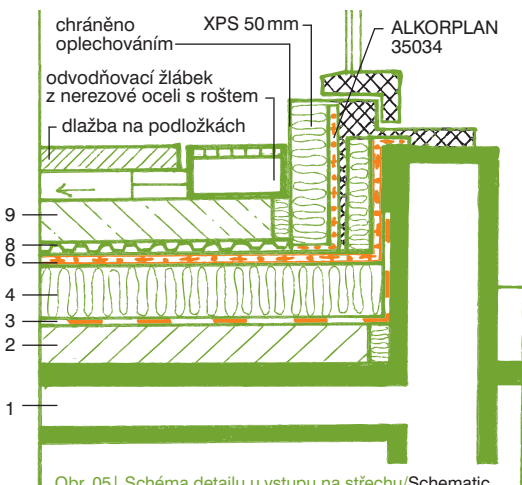 chráněno
oplechováním
XPS 50 mm
ALKORPLAN
35034
odvodňovací žlábek
z nerezové oceli s roštem
dlažba na podložkách
9
8
6
4
3
2
1
Obr. 05| Schéma detailu u vstupu na střechu/Schematic